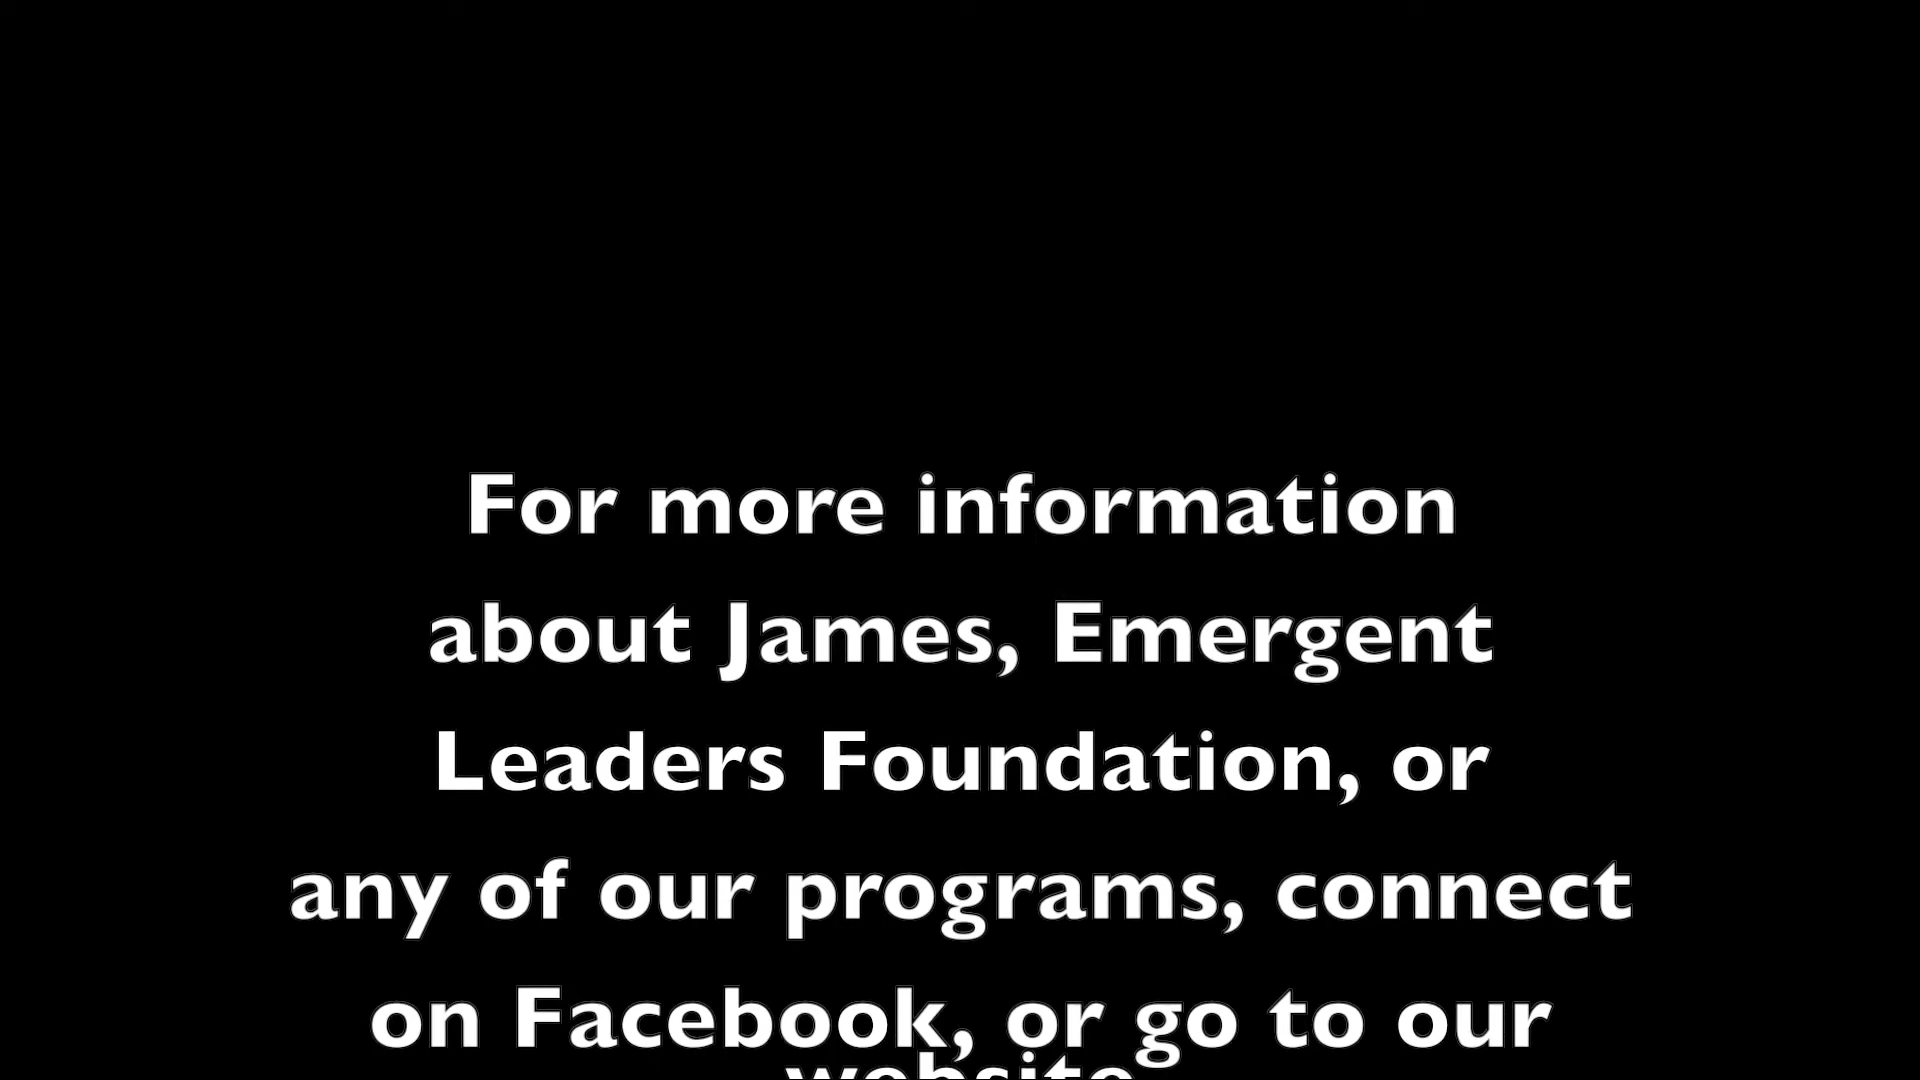 For more information
about James, Emergent
Leaders Foundation, or
any of our programs, connect
on Facebook, or go to our
website